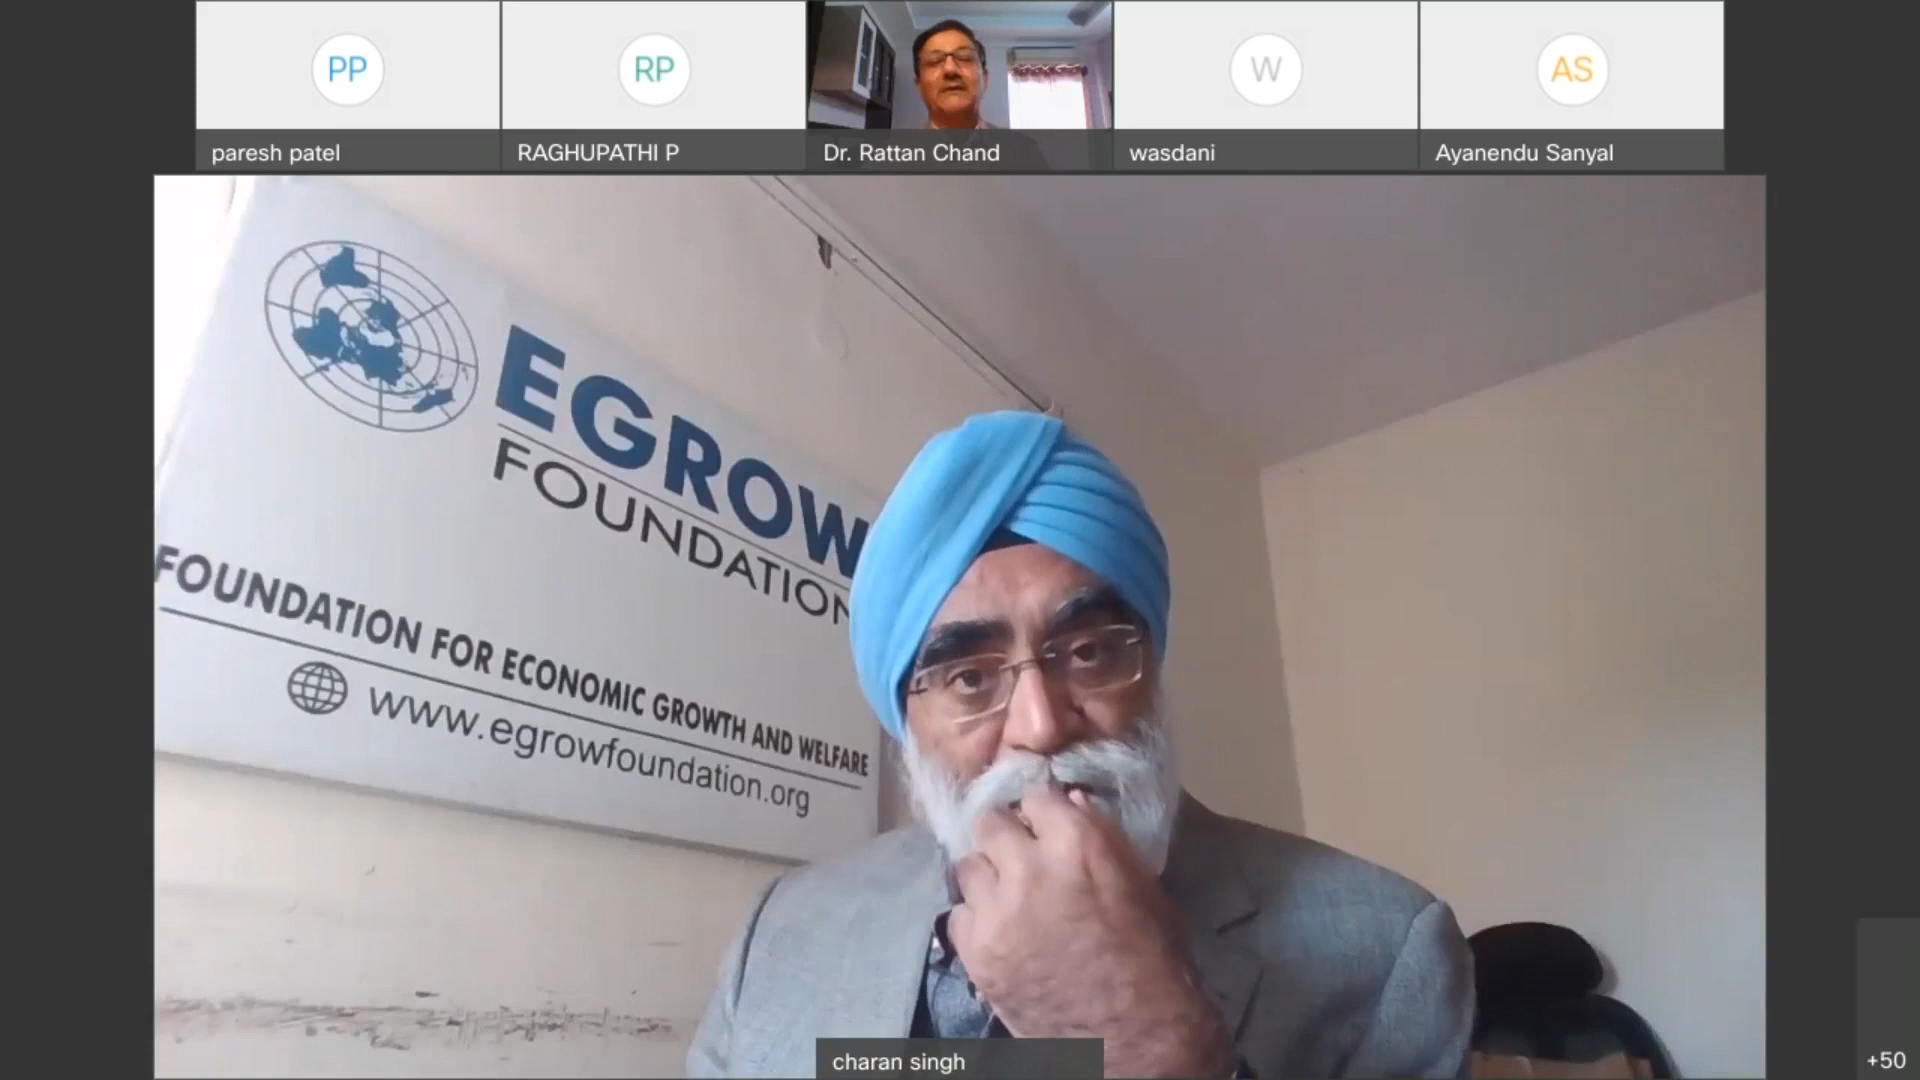 PP
RP
W
AS
paresh patel
RAGHUPATHI P
Dr. Rattan Chand
wasdani
Ayanendu Sanyal
EGROW
FOUNDATION
FOUNDATION FOR ECONOMIC GROWTH AND WELFARE
www.egrowfoundation.org
charan singh
+50